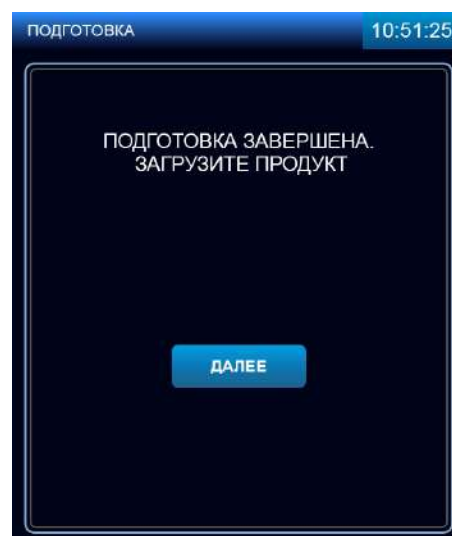 ПОДГОТОВКА
10:51:25
ПОДГОТОВКА ЗАВЕРШЕНА.
ЗАГРУЗИТЕ ПРОДУКТ
ДАЛЕЕ